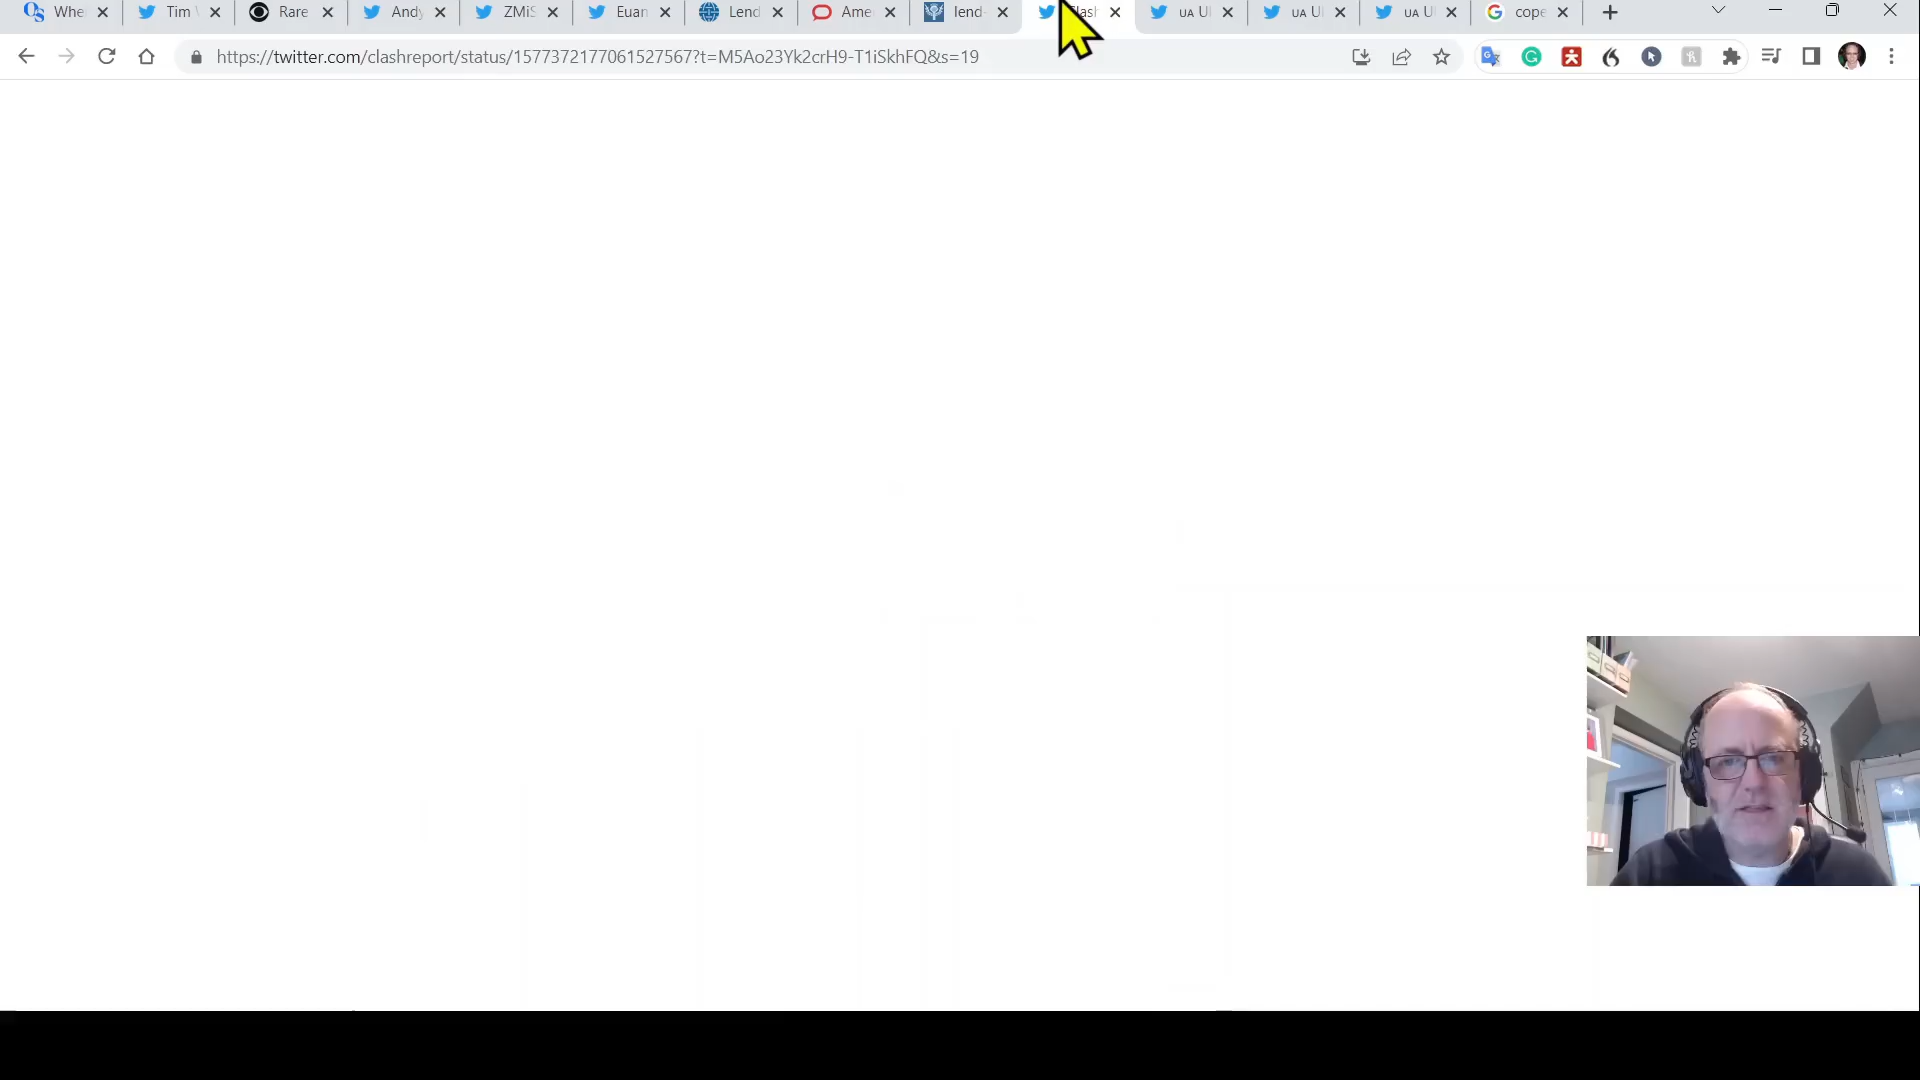 Whe
Tim
Rare
Andy
ZMiS
Euan
Lend
Ame
lend-
lash
UA U
UA U
UA U
cope
https://twitter.com/clashreport/status/1577372177061527567?t=M5Ao23Yk2crH9-T1iSkhFQ&s=19